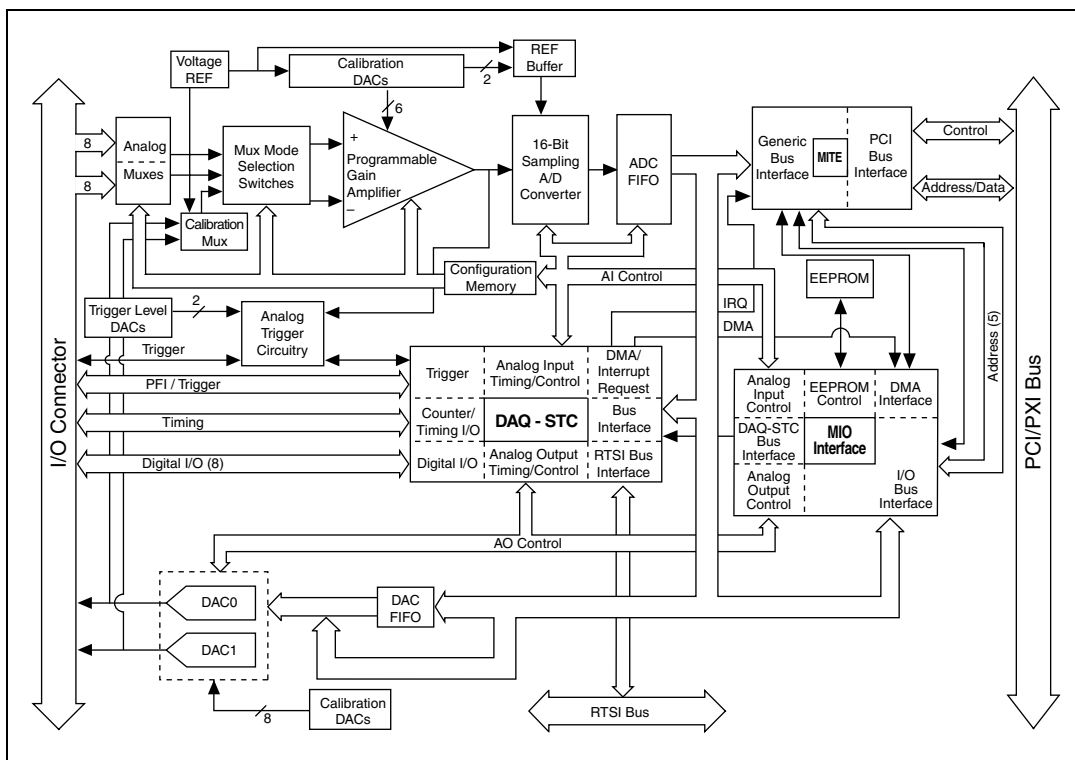 Voltage
REF
Calibration
DACs
2
REF
Buffer
6
8
8
Analog
Muxes
Mux Mode
Selection
Switches
+
Programmable
Gain
Amplifier
–
16-Bit
Sampling
A/D
Converter
ADC
FIFO
Generic
Bus
Interface
MITE
PCI
Bus
Interface
Control
Address/Data
Calibration
Mux
Configuration
Memory
AI Control
EEPROM
IRQ
DMA
Address (5)
Trigger Level
DACs
2
Analog
Trigger
Circuitry
Trigger
PFI / Trigger
Timing
Digital I/O (8)
I/O Connector
PCI/PXI Bus
Trigger
Analog Input
Timing/Control
DMA/
Interrupt
Request
Counter/
Timing I/O
DAQ - STC
Bus
Interface
Digital I/O
Analog Output
Timing/Control
RTSI Bus
Interface
Analog
Input
Control
EEPROM
Control
DMA
Interface
DAQ-STC
Bus
Interface
MIO
Interface
Analog
Output
Control
I/O
Bus
Interface
AO Control
DAC0
DAC1
DAC
FIFO
8
Calibration
DACs
RTSI Bus